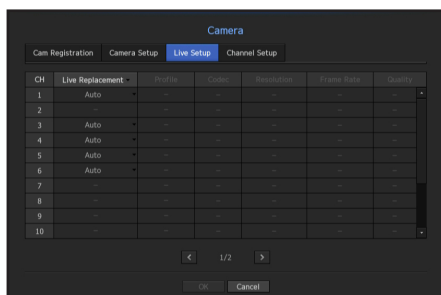 Camera
Cam Registration Camera Setup Live Setup Channel Setup
CH Live Replacement Profile Codec Resolution Frame Rate Quality
1 Auto – – – – –
2 – – – – – –
3 Auto – – – – –
4 Auto – – – – –
5 Auto – – – – –
6 Auto – – – – –
7 – – – – – –
8 – – – – – –
9 – – – – – –
10 – – – – – –
< 1/2 >
OK Cancel